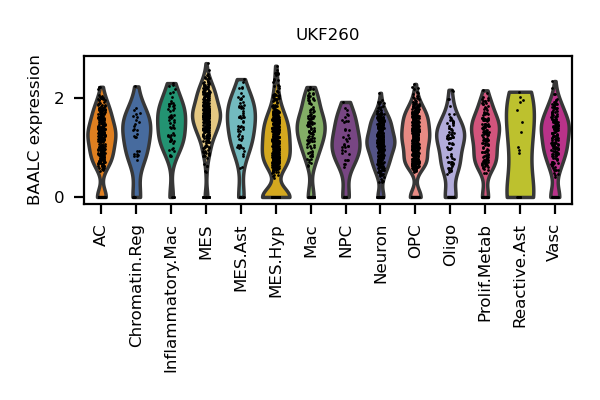 UKF260
BAALC expression
2
0
AC
Chromatin.Reg
Inflammatory.Mac
MES
MES.Ast
MES.Hyp
Mac
NPC
Neuron
OPC
Oligo
Prolif.Metab
Reactive.Ast
Vasc